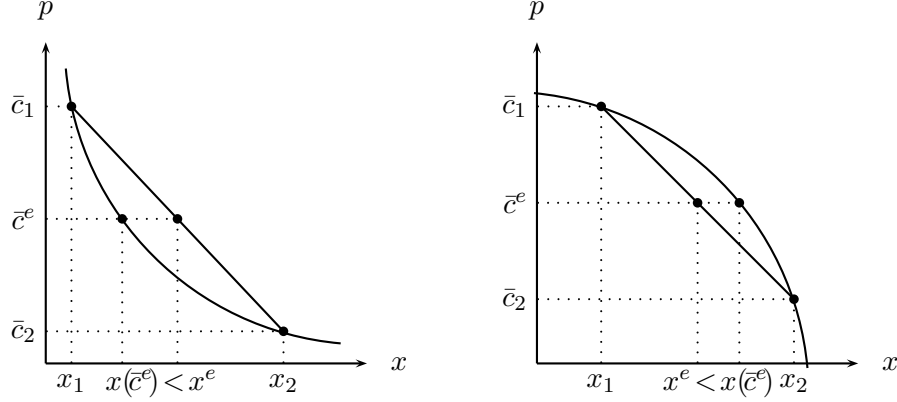 p
c̄₁
c̄ᵉ
c̄₂
x₁ x(c̄ᵉ) < xᵉ x₂
x
p
c̄₁
c̄ᵉ
c̄₂
x₁ xᵉ < x(c̄ᵉ) x₂
x